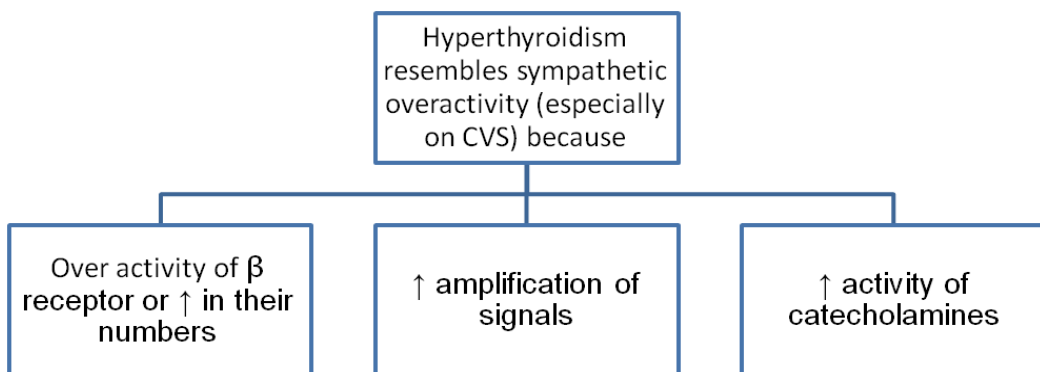 Hyperthyroidism
resembles sympathetic
overactivity (especially
on CVS) because
Over activity of β
receptor or ↑ in their
numbers
↑ amplification of
signals
↑ activity of
catecholamines